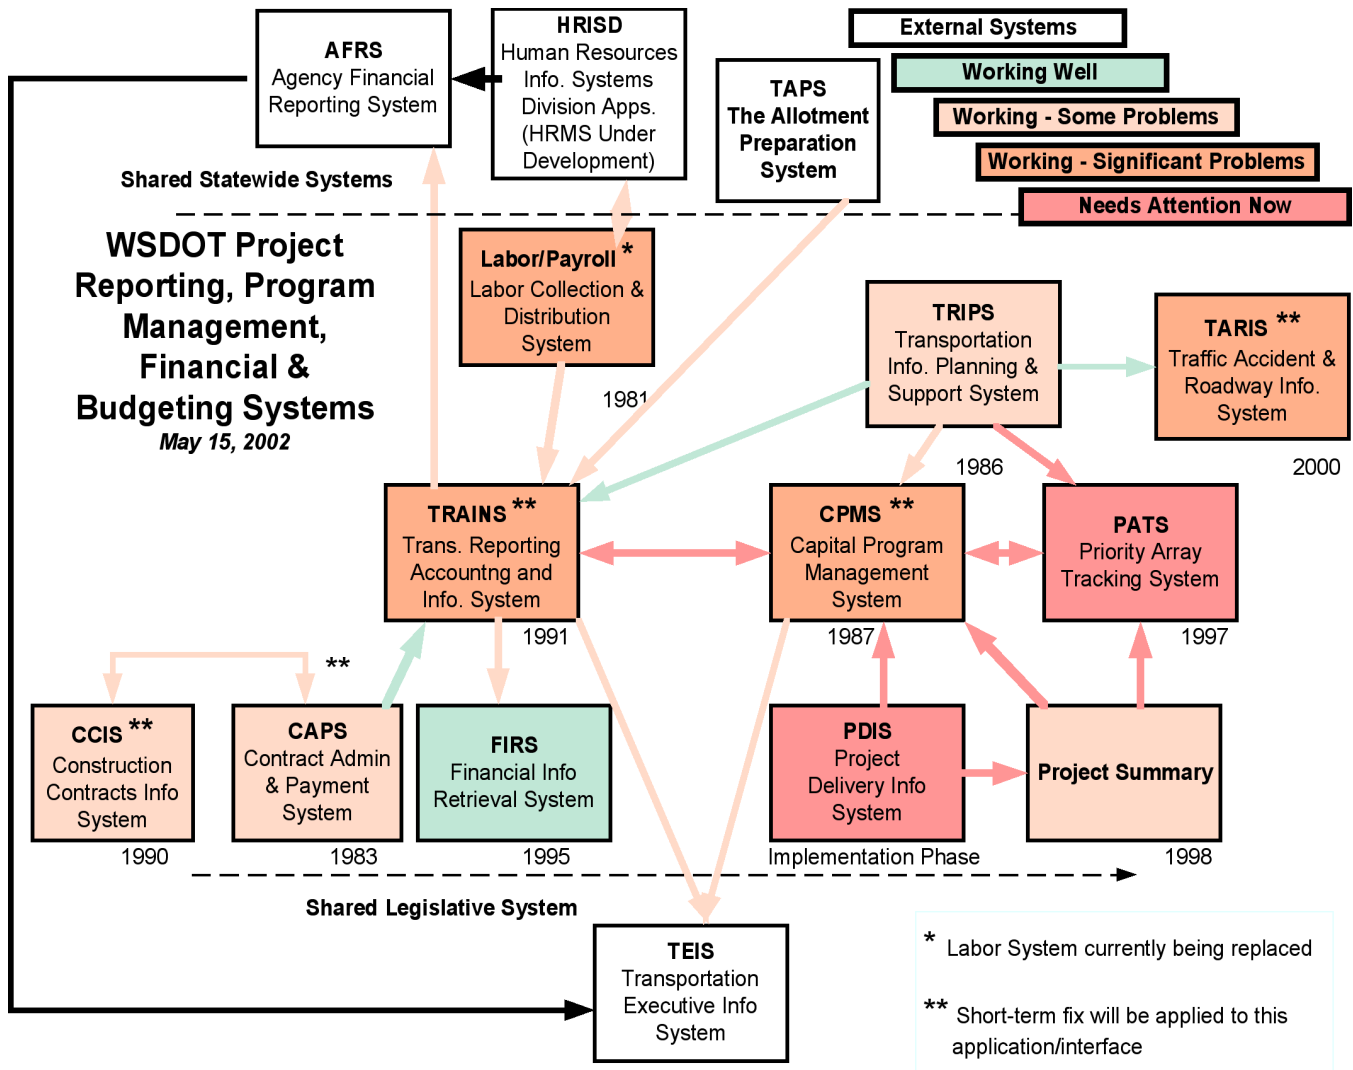 AFRS
Agency Financial
Reporting System
HRISD
Human Resources
Info. Systems
Division Apps.
(HRMS Under
Development)
TAPS
The Allotment
Preparation
System
External Systems
Working Well
Working - Some Problems
Working - Significant Problems
Needs Attention Now
Shared Statewide Systems
WSDOT Project
Reporting, Program
Management,
Financial &
Budgeting Systems
May 15, 2002
Labor/Payroll *
Labor Collection &
Distribution
System
1981
TRIPS
Transportation
Info. Planning &
Support System
1986
TARIS **
Traffic Accident &
Roadway Info.
System
2000
TRAINS **
Trans. Reporting
Accountng and
Info. System
1991
CPMS **
Capital Program
Management
System
1987
PATS
Priority Array
Tracking System
1997
**
CCIS **
Construction
Contracts Info
System
1990
CAPS
Contract Admin
& Payment
System
1983
FIRS
Financial Info
Retrieval System
1995
PDIS
Project
Delivery Info
System
Implementation Phase
Project Summary
1998
Shared Legislative System
TEIS
Transportation
Executive Info
System
* Labor System currently being replaced
** Short-term fix will be applied to this
application/interface